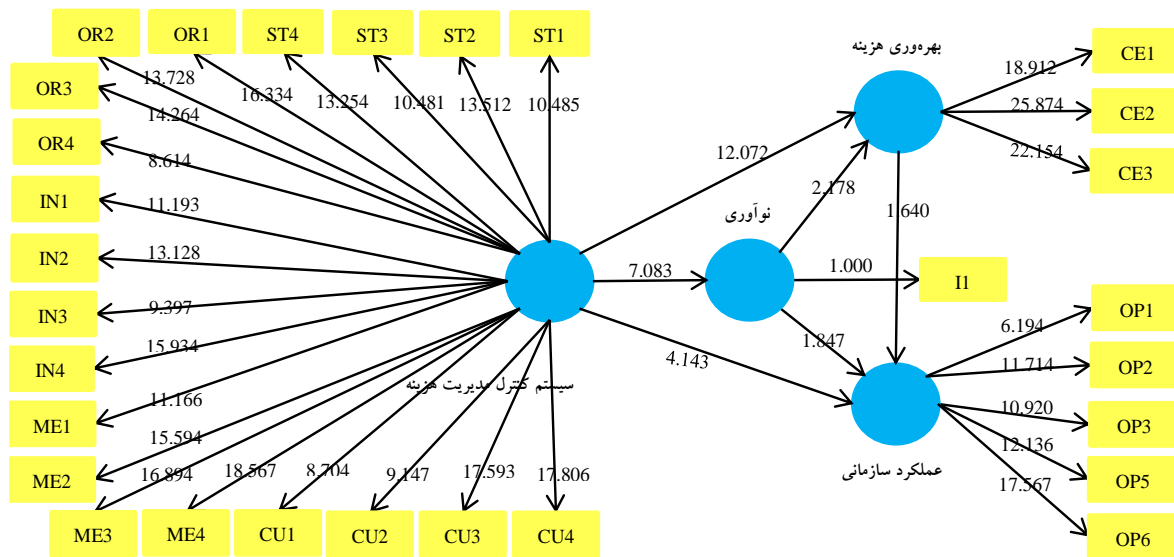 OR2
OR1
ST4
ST3
ST2
ST1
OR3
OR4
IN1
IN2
IN3
IN4
ME1
ME2
ME3
ME4
CU1
CU2
CU3
CU4
13.728
16.334
13.254
10.481
13.512
10.485
14.264
8.614
11.193
13.128
9.397
15.934
11.166
15.594
16.894
18.567
8.704
9.147
17.593
17.806
سیستم کنترل مدیریت هزینه
12.072
7.083
4.143
نوآوری
2.178
1.000
1.847
I1
بهره‌وری هزینه
1.640
18.912
25.874
22.154
CE1
CE2
CE3
عملکرد سازمانی
6.194
11.714
10.920
12.136
17.567
OP1
OP2
OP3
OP5
OP6